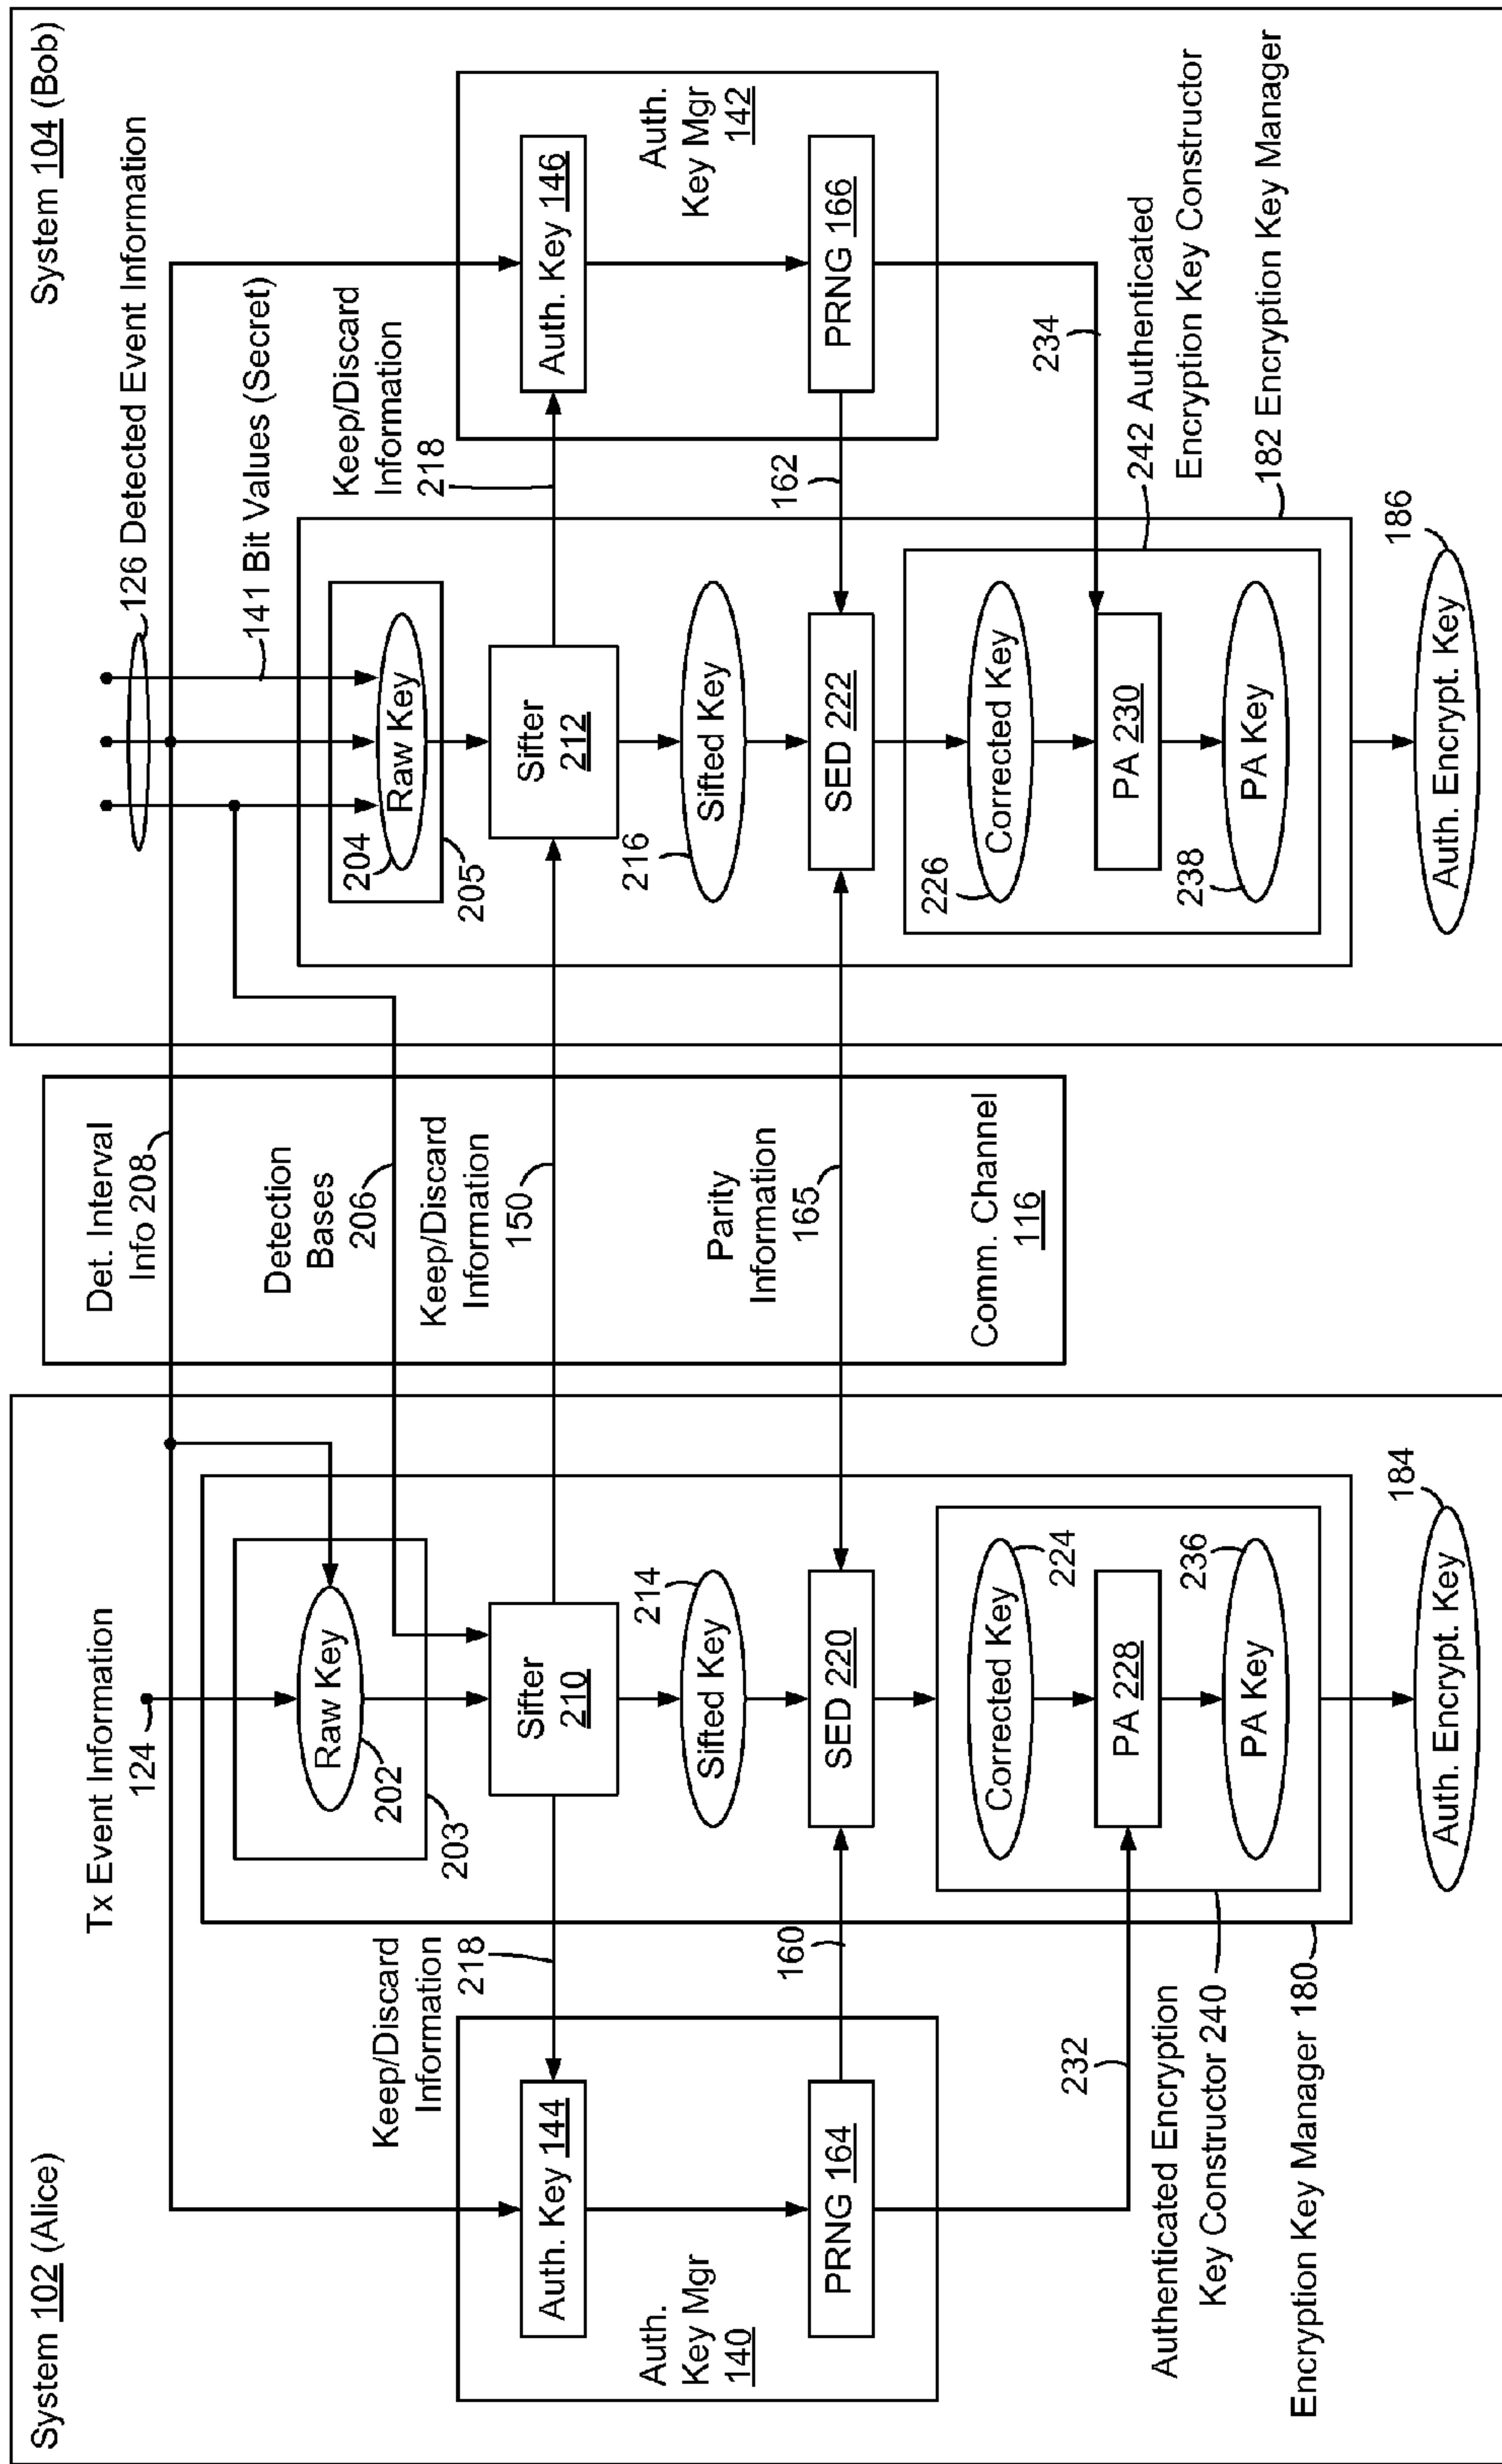 System 102 (Alice)
Tx Event Information
124
Raw Key
202
203
Keep/Discard
Information
218
Auth. Key 144
Auth.
Key Mgr
140
PRNG 164
Sifter
210
Sifted Key
214
160
SED 220
Corrected Key
224
232
PA 228
PA Key
236
Authenticated Encryption
Key Constructor 240
Encryption Key Manager 180
184
Auth. Encrypt. Key
Det. Interval
Info 208
Detection
Bases
206
Keep/Discard
Information
150
Parity
Information
165
Comm. Channel
116
System 104 (Bob)
126 Detected Event Information
141 Bit Values (Secret)
Raw Key
204
205
Keep/Discard
Information
218
Sifter
212
Auth. Key 146
Auth.
Key Mgr
142
PRNG 166
216
Sifted Key
162
SED 222
226
Corrected Key
234
PA 230
238
PA Key
242 Authenticated
Encryption Key Constructor
182 Encryption Key Manager
186
Auth. Encrypt. Key